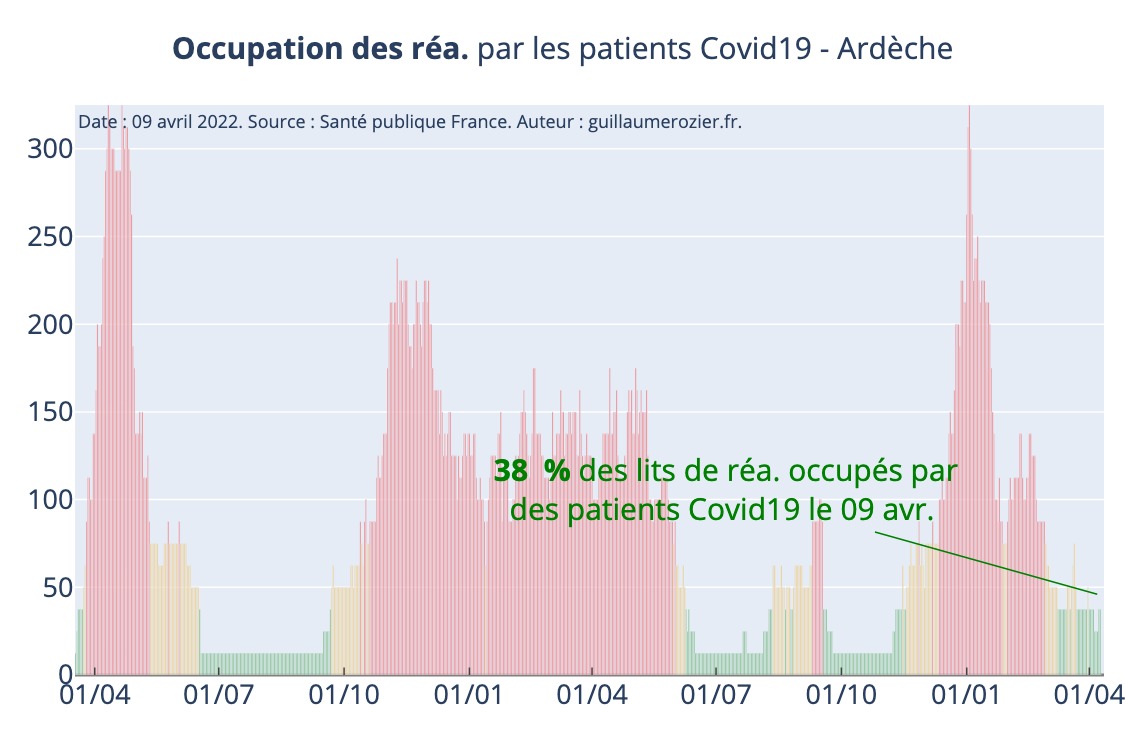 Occupation des réa. par les patients Covid19 - Ardèche
Date : 09 avril 2022. Source : Santé publique France. Auteur : guillaumerozier.fr.
300
250
200
150
100
50
0
38 % des lits de réa. occupés par
des patients Covid19 le 09 avr.
01/04 01/07 01/10 01/01 01/04 01/07 01/10 01/01 01/04